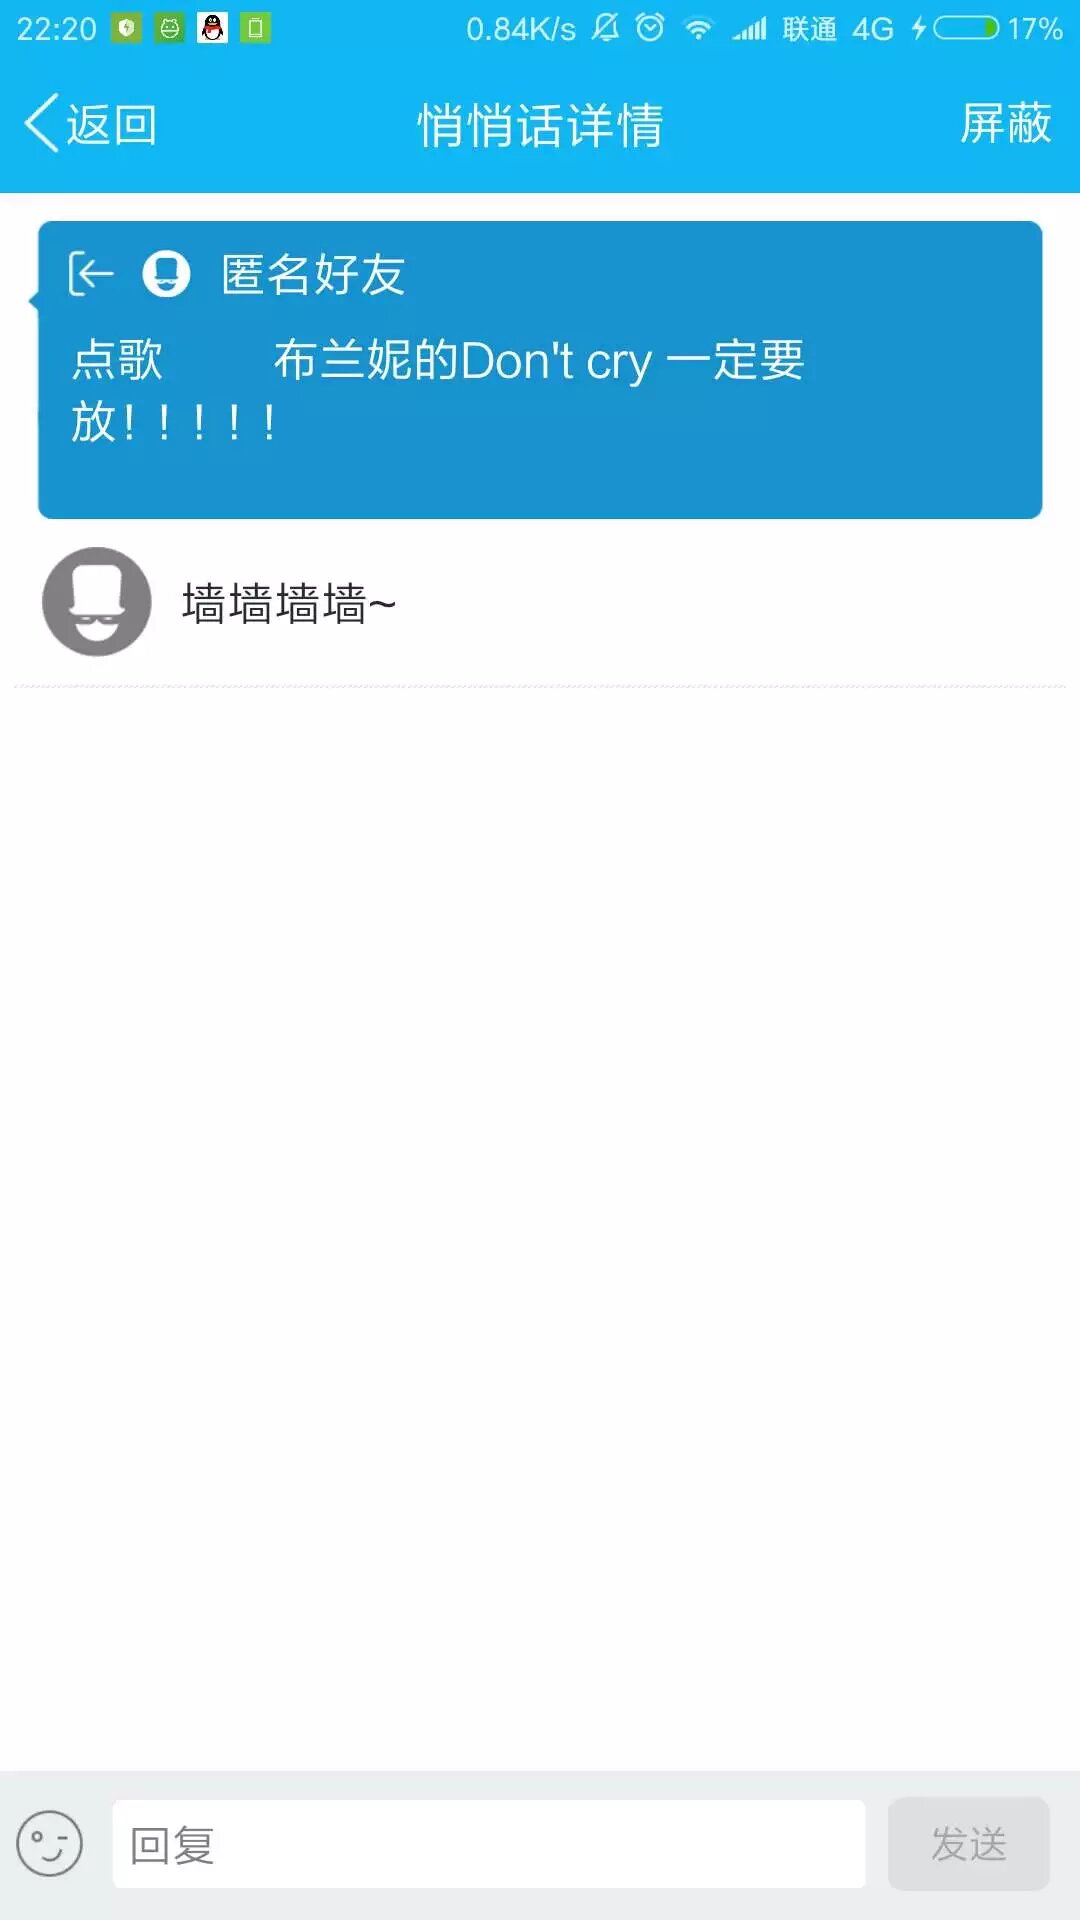 22:20 0.84K/s 联通 4G 17%
返回 悄悄话详情 屏蔽
匿名好友
点歌 布兰妮的Don't cry 一定要
放！！！！！
墙墙墙墙~
回复 发送